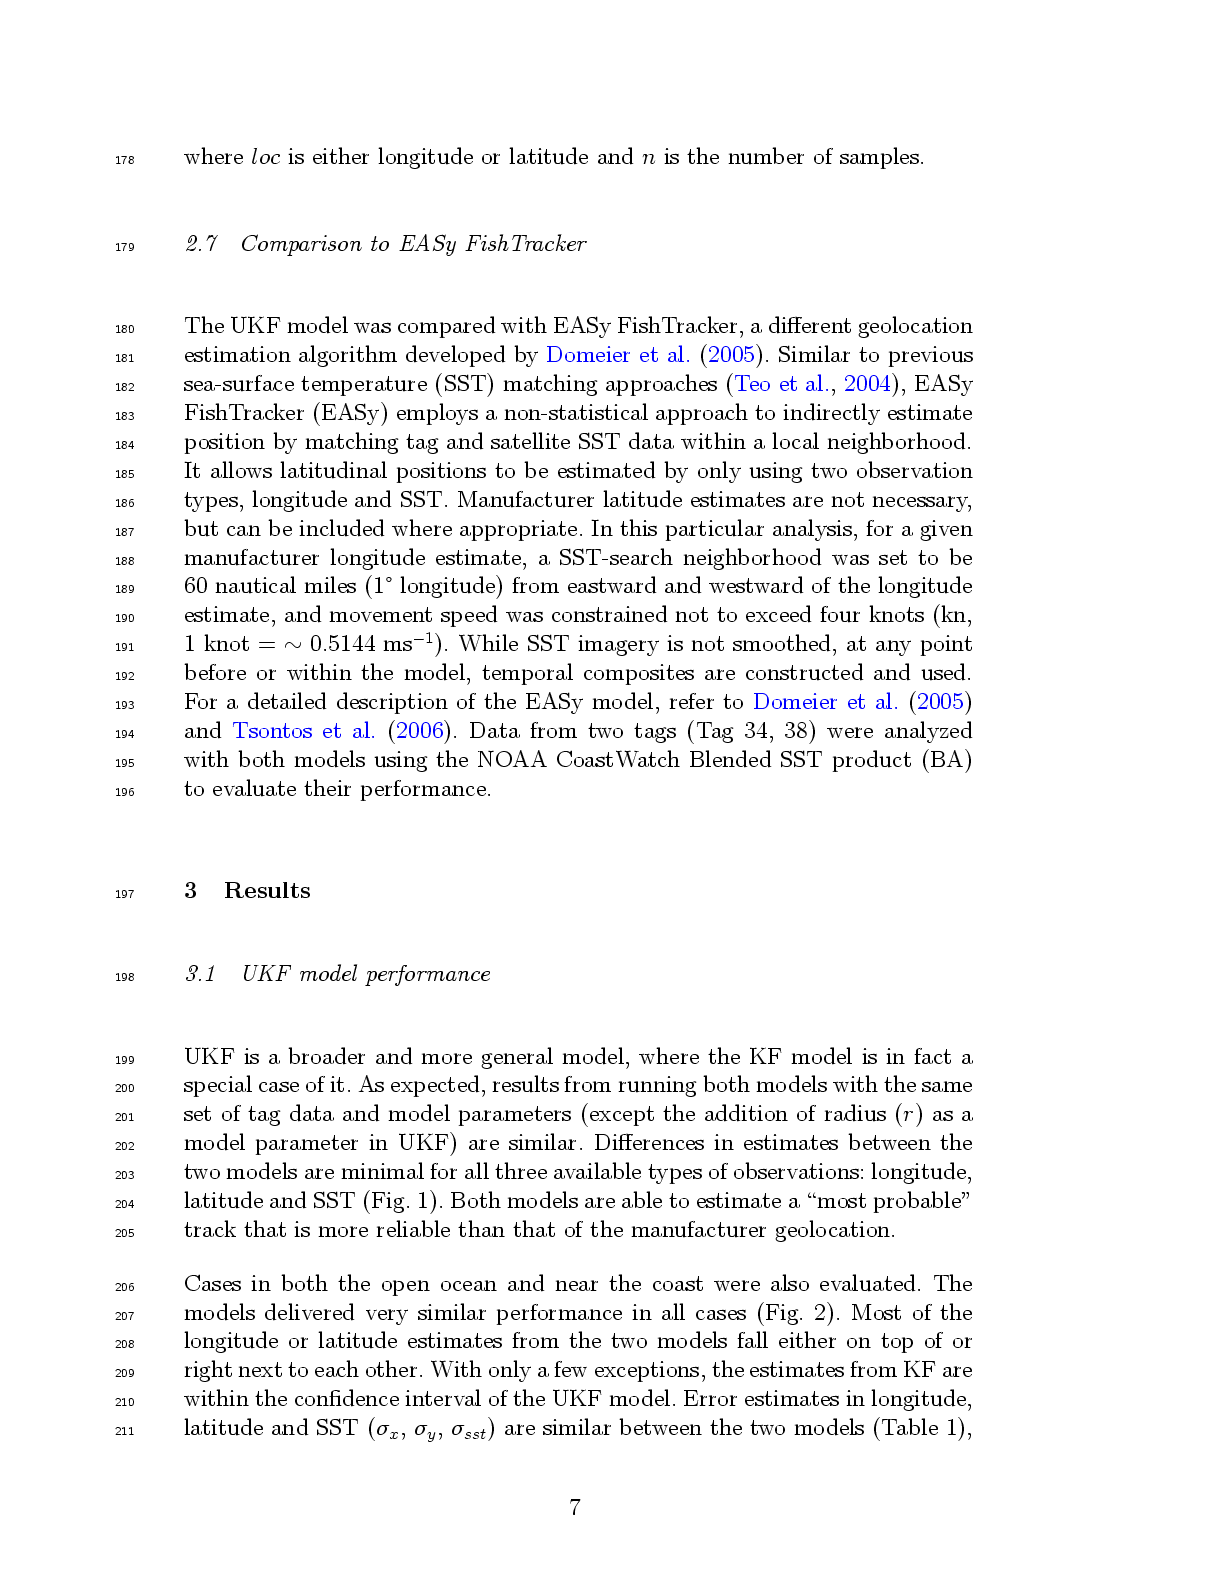 178 where loc is either longitude or latitude and n is the number of samples.
179 2.7 Comparison to EASy FishTracker
180 The UKF model was compared with EASy FishTracker, a different geolocation
181 estimation algorithm developed by Domeier et al. (2005). Similar to previous
182 sea-surface temperature (SST) matching approaches (Teo et al., 2004), EASy
183 FishTracker (EASy) employs a non-statistical approach to indirectly estimate
184 position by matching tag and satellite SST data within a local neighborhood.
185 It allows latitudinal positions to be estimated by only using two observation
186 types, longitude and SST. Manufacturer latitude estimates are not necessary,
187 but can be included where appropriate. In this particular analysis, for a given
188 manufacturer longitude estimate, a SST-search neighborhood was set to be
189 60 nautical miles (1° longitude) from eastward and westward of the longitude
190 estimate, and movement speed was constrained not to exceed four knots (kn,
191 1 knot = ∼ 0.5144 ms⁻¹). While SST imagery is not smoothed, at any point
192 before or within the model, temporal composites are constructed and used.
193 For a detailed description of the EASy model, refer to Domeier et al. (2005)
194 and Tsontos et al. (2006). Data from two tags (Tag 34, 38) were analyzed
195 with both models using the NOAA CoastWatch Blended SST product (BA)
196 to evaluate their performance.
197 3 Results
198 3.1 UKF model performance
199 UKF is a broader and more general model, where the KF model is in fact a
200 special case of it. As expected, results from running both models with the same
201 set of tag data and model parameters (except the addition of radius (r) as a
202 model parameter in UKF) are similar. Differences in estimates between the
203 two models are minimal for all three available types of observations: longitude,
204 latitude and SST (Fig. 1). Both models are able to estimate a “most probable”
205 track that is more reliable than that of the manufacturer geolocation.
206 Cases in both the open ocean and near the coast were also evaluated. The
207 models delivered very similar performance in all cases (Fig. 2). Most of the
208 longitude or latitude estimates from the two models fall either on top of or
209 right next to each other. With only a few exceptions, the estimates from KF are
210 within the confidence interval of the UKF model. Error estimates in longitude,
211 latitude and SST (σx, σy, σsst) are similar between the two models (Table 1),
7